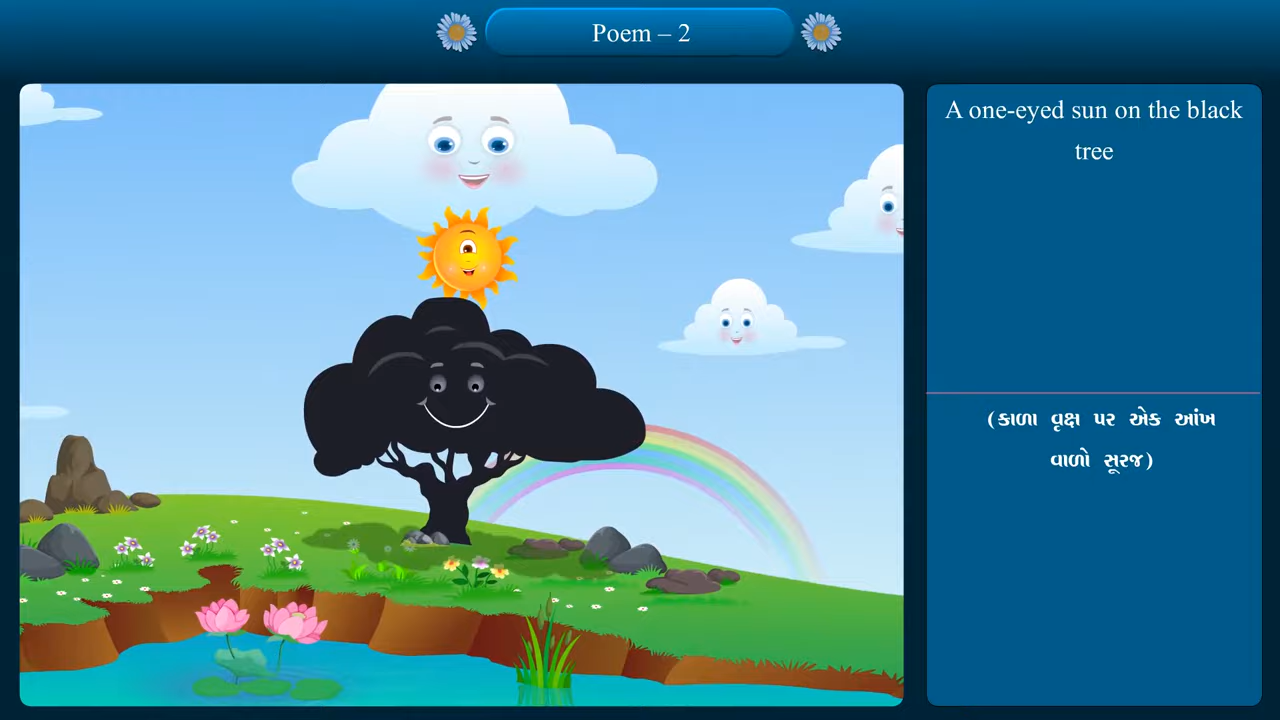 Poem – 2
A one-eyed sun on the black
tree
(કાળા વૃક્ષ પર એક આંખ
વાળો સૂરજ)